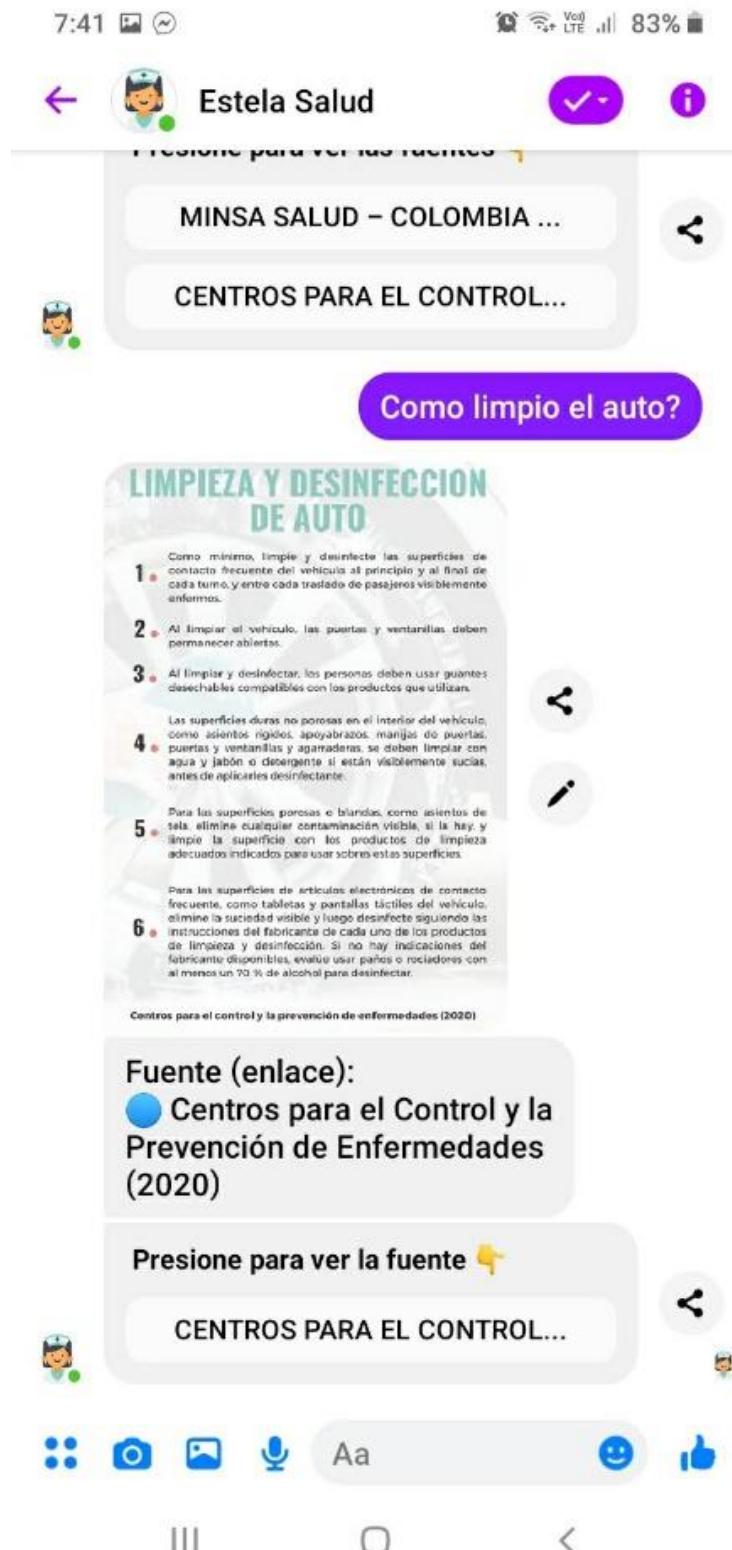 7:41
Vo))
LTE
83%
Estela Salud
Presione para ver las fuentes
MINSA SALUD – COLOMBIA ...
CENTROS PARA EL CONTROL...
Como limpio el auto?
LIMPIEZA Y DESINFECCION
DE AUTO
1. Como mínimo, limpie y desinfecte las superficies de
contacto frecuente del vehículo al principio y al final de
cada turno, y entre cada traslado de pasajeros visiblemente
enfermos.
2. Al limpiar el vehículo, las puertas y ventanillas deben
permanecer abiertas.
3. Al limpiar y desinfectar, las personas deben usar guantes
desechables compatibles con los productos que utilizan.
4. Las superficies duras no porosas en el interior del vehículo,
como asientos rígidos, apoyabrazos, manijas de puertas,
puertas y ventanillas y agarraderas, se deben limpiar con
agua y jabón o detergente si están visiblemente sucias,
antes de aplicarles desinfectante.
5. Para las superficies porosas o blandas, como asientos de
tela, elimine cualquier contaminación visible, si la hay, y
limpie la superficie con los productos de limpieza
adecuados indicados para usar sobres estas superficies.
6. Para las superficies de artículos electrónicos de contacto
frecuente, como tabletas y pantallas táctiles del vehículo,
elimine la suciedad visible y luego desinfecte siguiendo las
instrucciones del fabricante de cada uno de los productos
de limpieza y desinfección. Si no hay indicaciones del
fabricante disponibles, evalúe usar paños o rociadores con
al menos un 70 % de alcohol para desinfectar.
Centros para el control y la prevención de enfermedades (2020)
Fuente (enlace):
Centros para el Control y la
Prevención de Enfermedades
(2020)
Presione para ver la fuente
CENTROS PARA EL CONTROL...
Aa